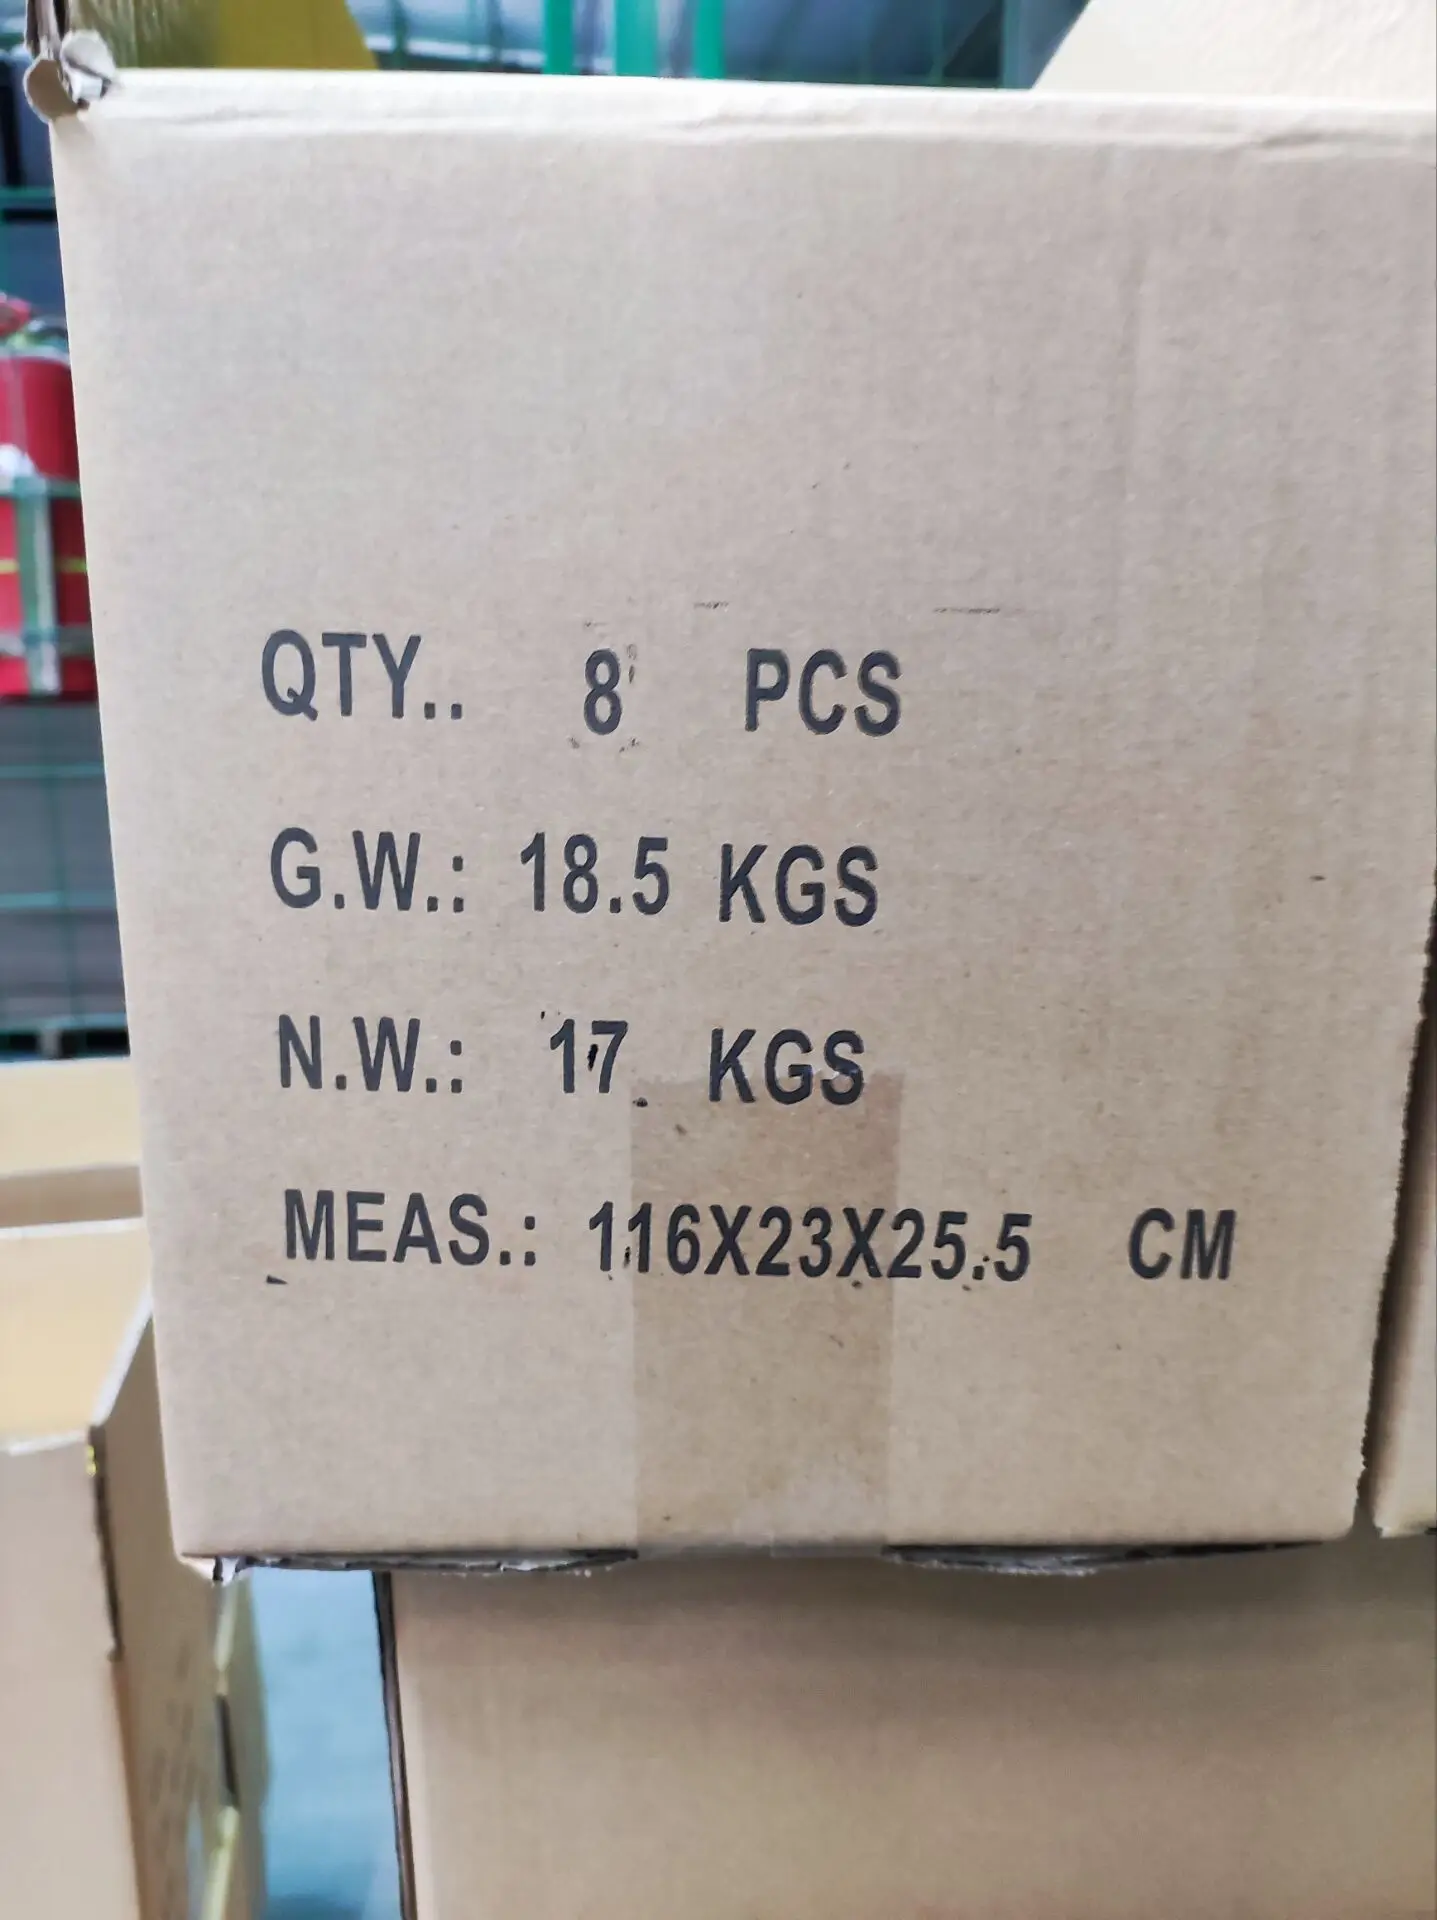 QTY.. 8 PCS
G.W.: 18.5 KGS
N.W.: 17 KGS
MEAS.: 116X23X25.5 CM